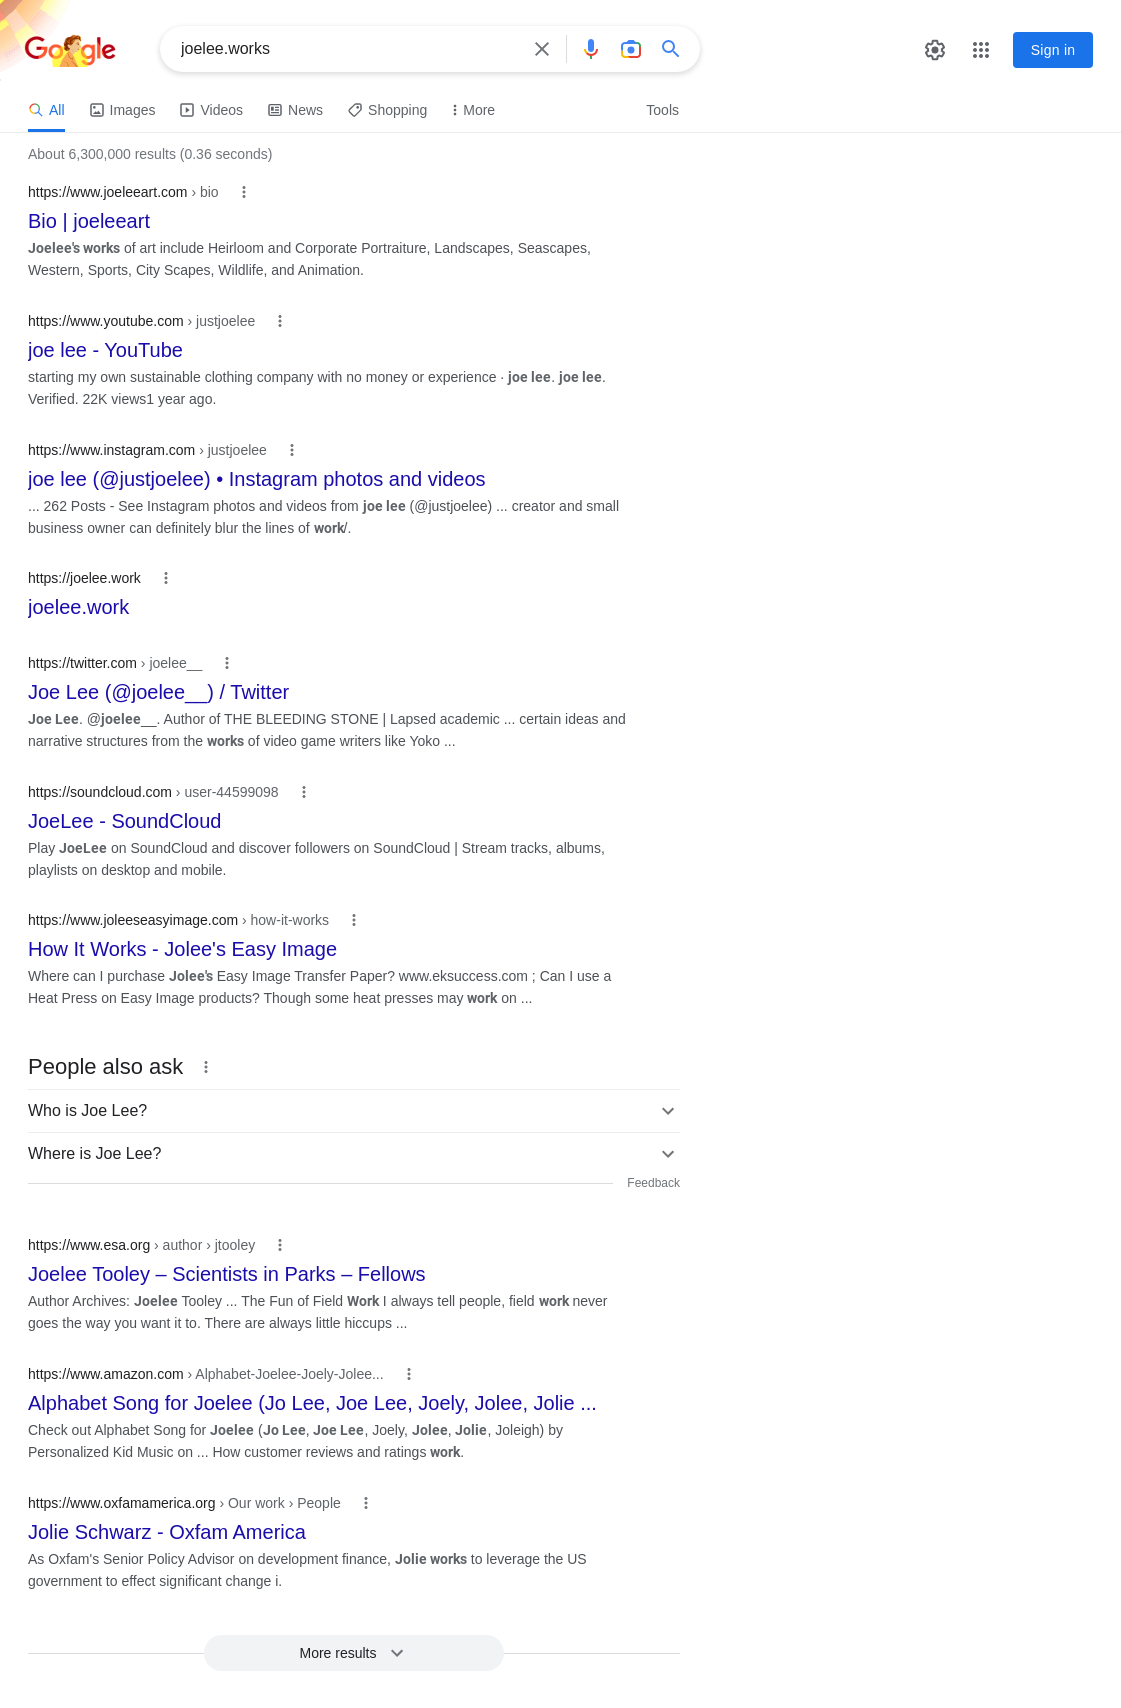 Google
joelee.works
Sign in
All
Images
Videos
News
Shopping
More
Tools
About 6,300,000 results (0.36 seconds)
https://www.joeleeart.com › bio
Bio | joeleeart
Joelee's works of art include Heirloom and Corporate Portraiture, Landscapes, Seascapes,
Western, Sports, City Scapes, Wildlife, and Animation.
https://www.youtube.com › justjoelee
joe lee - YouTube
starting my own sustainable clothing company with no money or experience · joe lee. joe lee.
Verified. 22K views1 year ago.
https://www.instagram.com › justjoelee
joe lee (@justjoelee) • Instagram photos and videos
... 262 Posts - See Instagram photos and videos from joe lee (@justjoelee) ... creator and small
business owner can definitely blur the lines of work/.
https://joelee.work
joelee.work
https://twitter.com › joelee__
Joe Lee (@joelee__) / Twitter
Joe Lee. @joelee__. Author of THE BLEEDING STONE | Lapsed academic ... certain ideas and
narrative structures from the works of video game writers like Yoko ...
https://soundcloud.com › user-44599098
JoeLee - SoundCloud
Play JoeLee on SoundCloud and discover followers on SoundCloud | Stream tracks, albums,
playlists on desktop and mobile.
https://www.joleeseasyimage.com › how-it-works
How It Works - Jolee's Easy Image
Where can I purchase Jolee's Easy Image Transfer Paper? www.eksuccess.com ; Can I use a
Heat Press on Easy Image products? Though some heat presses may work on ...
People also ask
Who is Joe Lee?
Where is Joe Lee?
Feedback
https://www.esa.org › author › jtooley
Joelee Tooley – Scientists in Parks – Fellows
Author Archives: Joelee Tooley ... The Fun of Field Work I always tell people, field work never
goes the way you want it to. There are always little hiccups ...
https://www.amazon.com › Alphabet-Joelee-Joely-Jolee...
Alphabet Song for Joelee (Jo Lee, Joe Lee, Joely, Jolee, Jolie ...
Check out Alphabet Song for Joelee (Jo Lee, Joe Lee, Joely, Jolee, Jolie, Joleigh) by
Personalized Kid Music on ... How customer reviews and ratings work.
https://www.oxfamamerica.org › Our work › People
Jolie Schwarz - Oxfam America
As Oxfam's Senior Policy Advisor on development finance, Jolie works to leverage the US
government to effect significant change i.
More results